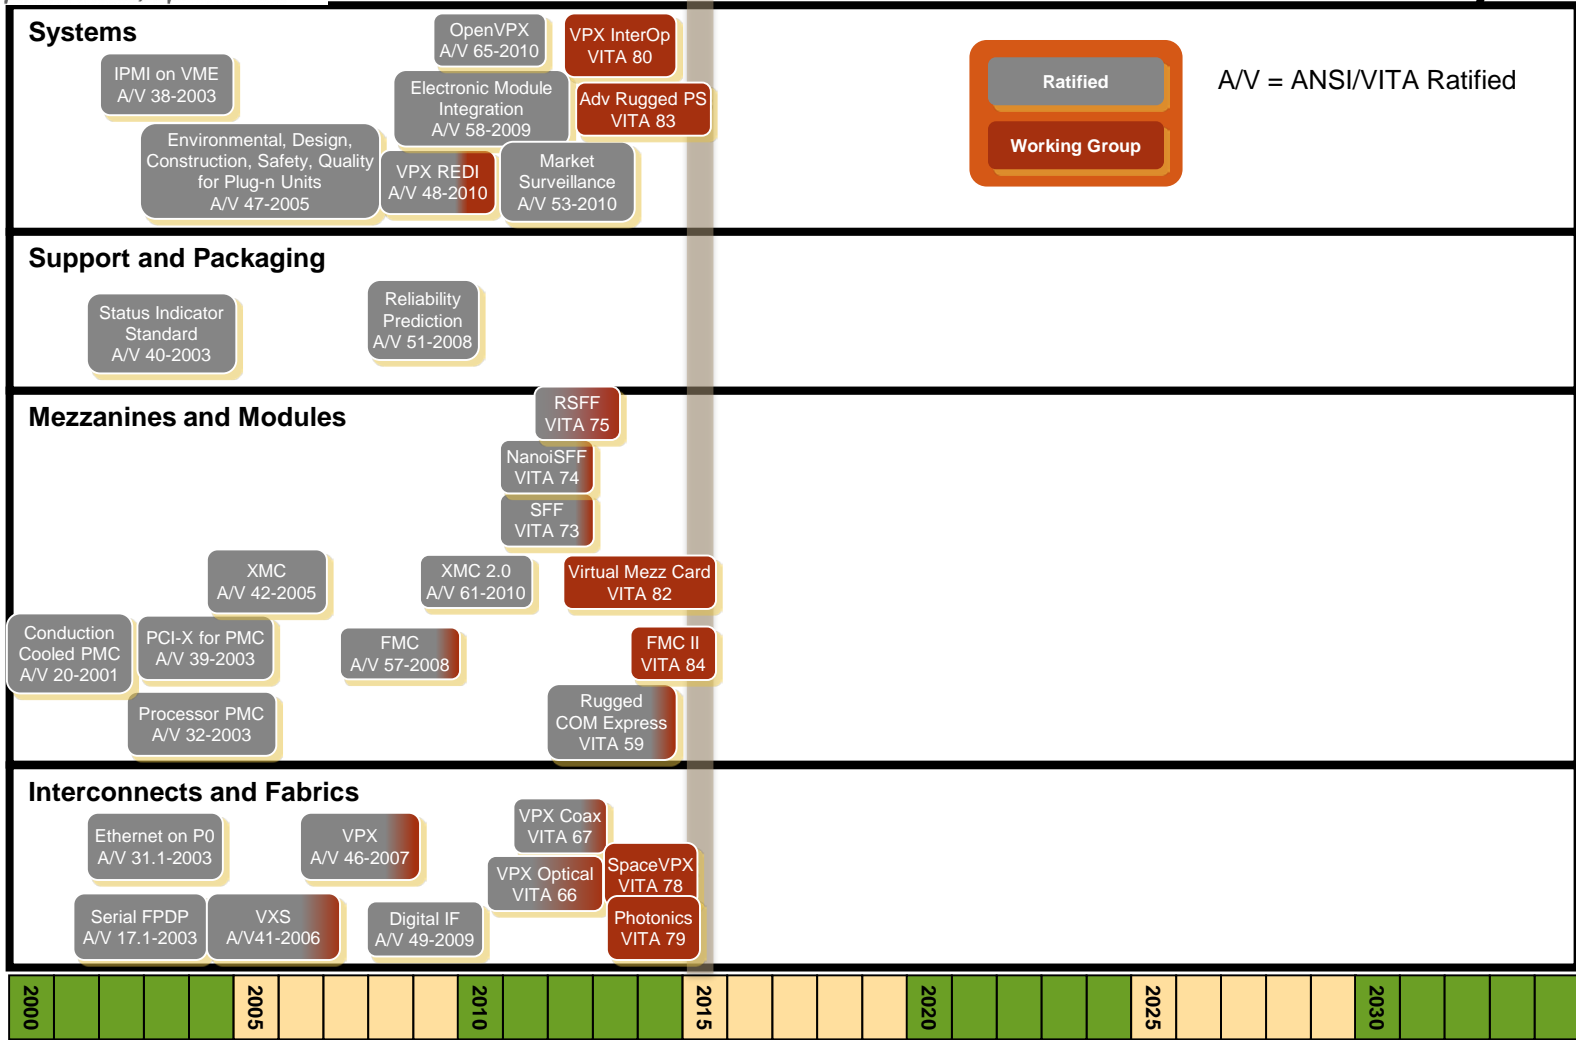 Systems
OpenVPX
A/V 65-2010
VPX InterOp
VITA 80
IPMI on VME
A/V 38-2003
Electronic Module
Integration
A/V 58-2009
Adv Rugged PS
VITA 83
Environmental, Design,
Construction, Safety, Quality
for Plug-n Units
A/V 47-2005
VPX REDI
A/V 48-2010
Market
Surveillance
A/V 53-2010
Ratified
Working Group
A/V = ANSI/VITA Ratified
Support and Packaging
Status Indicator
Standard
A/V 40-2003
Reliability
Prediction
A/V 51-2008
Mezzanines and Modules
RSFF
VITA 75
NanoiSFF
VITA 74
SFF
VITA 73
XMC
A/V 42-2005
XMC 2.0
A/V 61-2010
Virtual Mezz Card
VITA 82
Conduction
Cooled PMC
A/V 20-2001
PCI-X for PMC
A/V 39-2003
FMC
A/V 57-2008
FMC II
VITA 84
Processor PMC
A/V 32-2003
Rugged
COM Express
VITA 59
Interconnects and Fabrics
Ethernet on P0
A/V 31.1-2003
VPX
A/V 46-2007
VPX Coax
VITA 67
VPX Optical
VITA 66
SpaceVPX
VITA 78
Serial FPDP
A/V 17.1-2003
VXS
A/V41-2006
Digital IF
A/V 49-2009
Photonics
VITA 79
2000
2005
2010
2015
2020
2025
2030